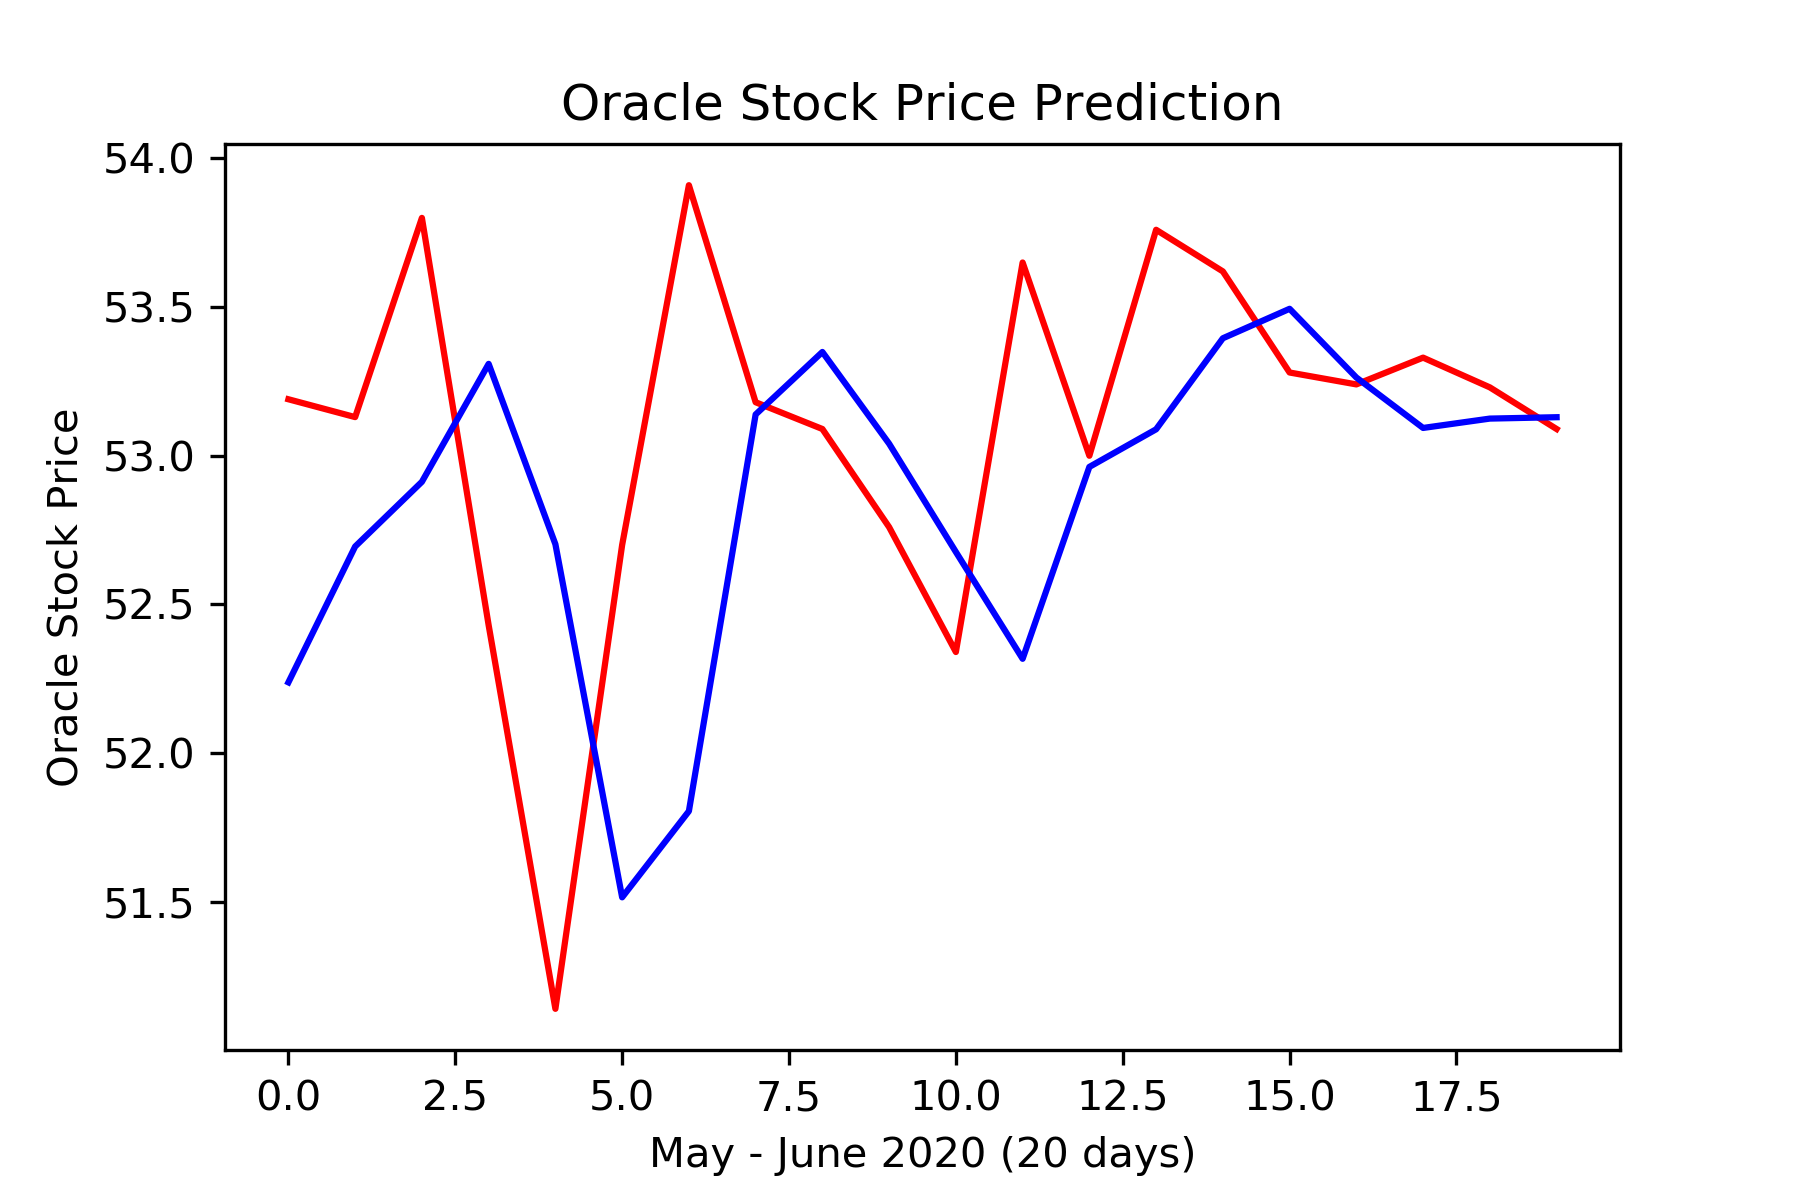 Oracle Stock Price Prediction
Oracle Stock Price
54.0
53.5
53.0
52.5
52.0
51.5
0.0 2.5 5.0 7.5 10.0 12.5 15.0 17.5
May - June 2020 (20 days)